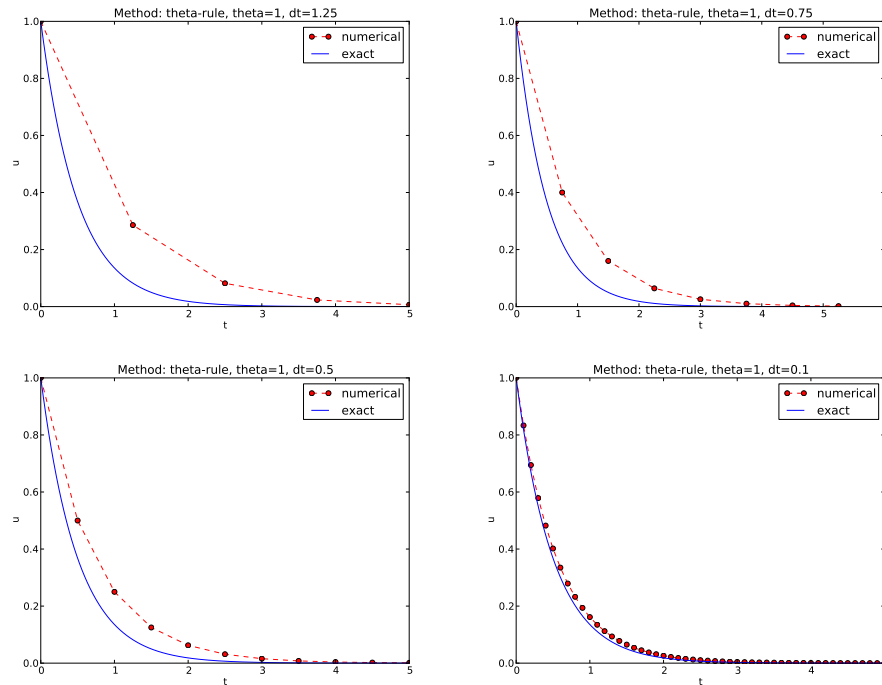 Method: theta-rule, theta=1, dt=1.25
numerical
exact
1.0
0.8
0.6
0.4
0.2
0.0
u
0 1 2 3 4 5
t
Method: theta-rule, theta=1, dt=0.75
numerical
exact
1.0
0.8
0.6
0.4
0.2
0.0
u
0 1 2 3 4 5
t
Method: theta-rule, theta=1, dt=0.5
numerical
exact
1.0
0.8
0.6
0.4
0.2
0.0
u
0 1 2 3 4 5
t
Method: theta-rule, theta=1, dt=0.1
numerical
exact
1.0
0.8
0.6
0.4
0.2
0.0
u
0 1 2 3 4
t